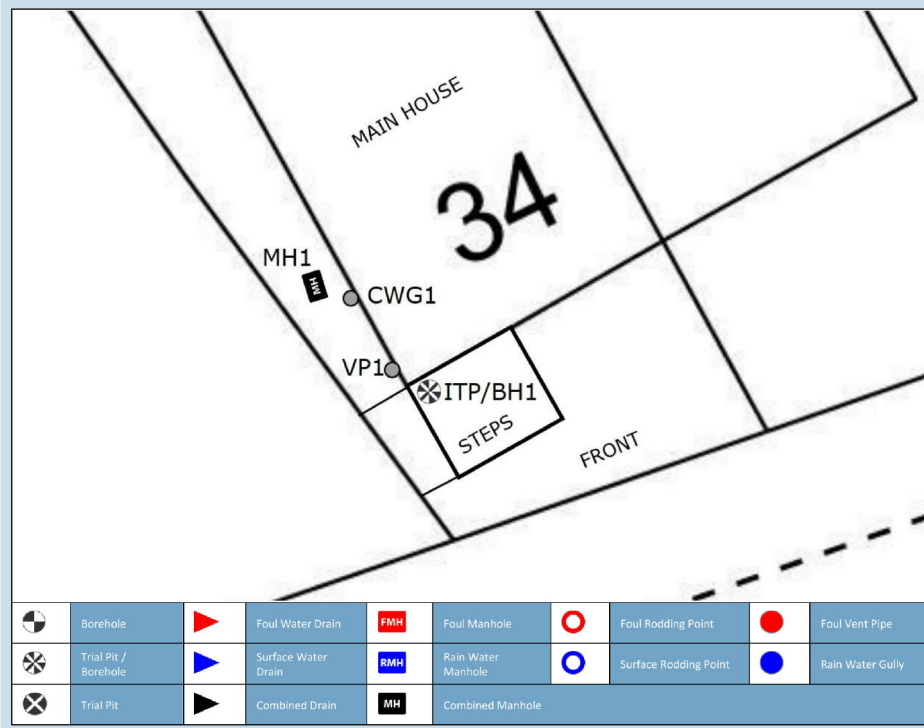 MAIN HOUSE
34
MH1
MH
CWG1
VP1
ITP/BH1
STEPS
FRONT
Borehole
Foul Water Drain
FMH
Foul Manhole
Foul Rodding Point
Foul Vent Pipe
Trial Pit /
Borehole
Surface Water
Drain
RMH
Rain Water
Manhole
Surface Rodding Point
Rain Water Gully
Trial Pit
Combined Drain
MH
Combined Manhole